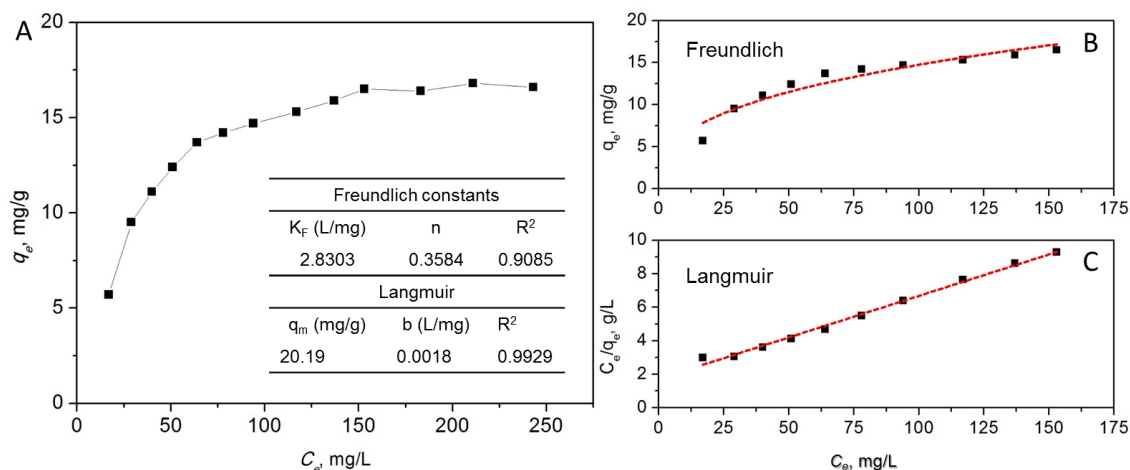 A
20
15
10
5
0
qe, mg/g
0 50 100 150 200 250
Ce, mg/L
Freundlich constants
KF (L/mg) n R2
2.8303 0.3584 0.9085
Langmuir
qm (mg/g) b (L/mg) R2
20.19 0.0018 0.9929
B
Freundlich
20
15
10
5
0
qe, mg/g
0 25 50 75 100 125 150 175
C
Langmuir
10
8
6
4
2
0
Ce/qe, g/L
0 25 50 75 100 125 150 175
Ce, mg/L